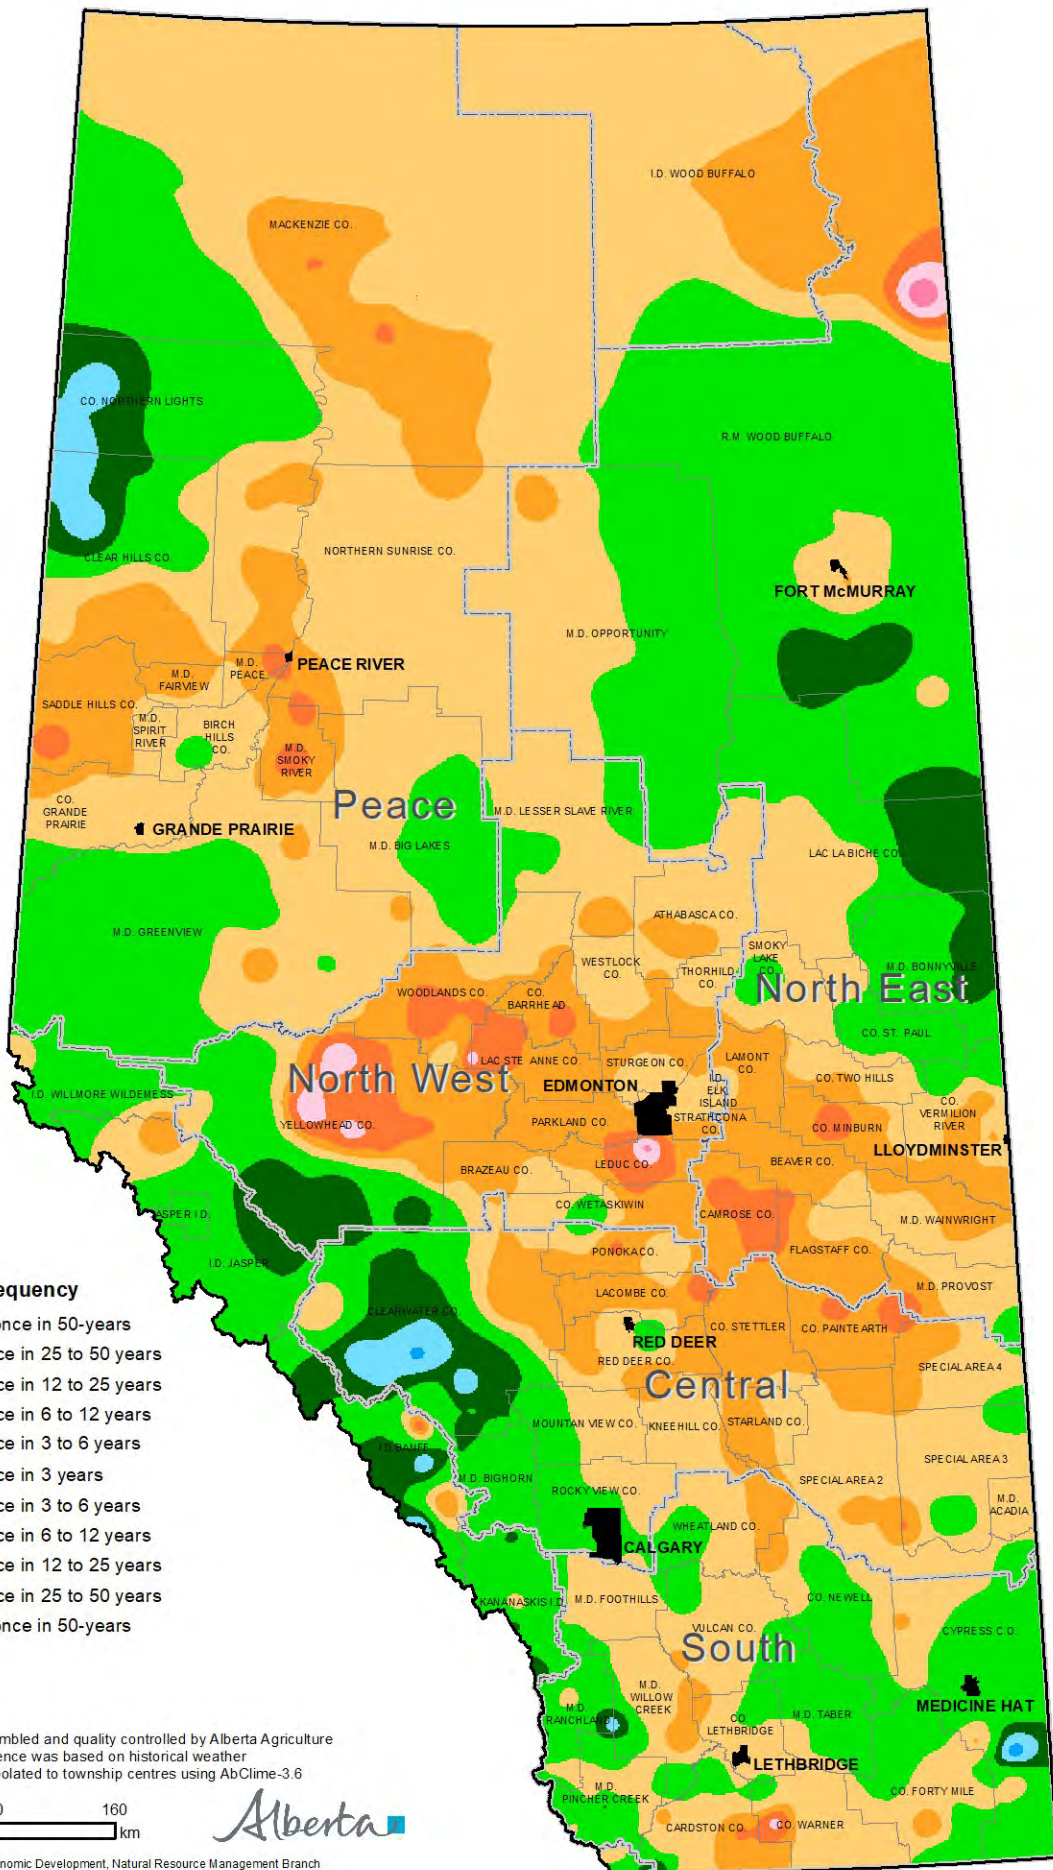 I.D. WOOD BUFFALO
MACKENZIE CO.
CO. NORTHERN LIGHTS
R.M. WOOD BUFFALO
CLEAR HILLS CO.
NORTHERN SUNRISE CO.
FORT McMURRAY
M.D. OPPORTUNITY
M.D.
PEACE
PEACE RIVER
M.D.
FAIRVIEW
SADDLE HILLS CO.
M.D.
SPIRIT
RIVER
BIRCH
HILLS
CO.
M.D.
SMOKY
RIVER
CO.
GRANDE
PRAIRIE
Peace
M.D. LESSER SLAVE RIVER
GRANDE PRAIRIE
M.D. BIG LAKES
LAC LA BICHE CO.
M.D. GREENVIEW
ATHABASCA CO.
WESTLOCK
CO.
SMOKY
LAKE
CO.
THORHILD
CO.
M.D. BONNYVILLE
North East
WOODLANDS CO.
CO.
BARRHEAD
CO. ST. PAUL
North West
LAC STE ANNE CO.
STURGEON CO.
LAMONT
CO.
EDMONTON
I.D.
ELK
ISLAND
CO. TWO HILLS
I.D. WILLMORE WILDERNESS
CO.
VERMILION
RIVER
YELLOWHEAD CO.
PARKLAND CO.
STRATHCONA
CO.
CO. MINBURN
LLOYDMINSTER
LEDUC CO.
BEAVER CO.
BRAZEAU CO.
CO. WETASKIWIN
CAMROSE CO.
M.D. WAINWRIGHT
JASPER I.D.
PONOKA CO.
FLAGSTAFF CO.
I.D. JASPER
M.D. PROVOST
equency
LACOMBE CO.
CLEARWATER CO.
once in 50-years
CO. STETTLER
CO. PAINTEARTH
RED DEER
ce in 25 to 50 years
RED DEER CO.
SPECIAL AREA 4
ce in 12 to 25 years
Central
ce in 6 to 12 years
MOUNTAN VIEW CO.
KNEEHILL CO.
STARLAND CO.
ce in 3 to 6 years
I.D. BANFF
SPECIAL AREA 3
ce in 3 years
M.D. BIGHORN
SPECIAL AREA 2
ROCKY VIEW CO.
M.D.
ACADIA
ce in 3 to 6 years
WHEATLAND CO.
ce in 6 to 12 years
CALGARY
ce in 12 to 25 years
ce in 25 to 50 years
KANANASKIS I.D.
M.D. FOOTHILLS
CO. NEWELL
once in 50-years
VULCAN CO.
CYPRESS CO.
South
M.D.
WILLOW
CREEK
MEDICINE HAT
M.D.
RANCHLAND
M.D. TABER
CO.
LETHBRIDGE
LETHBRIDGE
M.D.
PINCHER CREEK
CO. FORTY MILE
CARDSTON CO.
CO. WARNER
mbled and quality controlled by Alberta Agriculture
ence was based on historical weather
polated to township centres using AbClime-3.6
0 160
km
Alberta
nomic Development, Natural Resource Management Branch